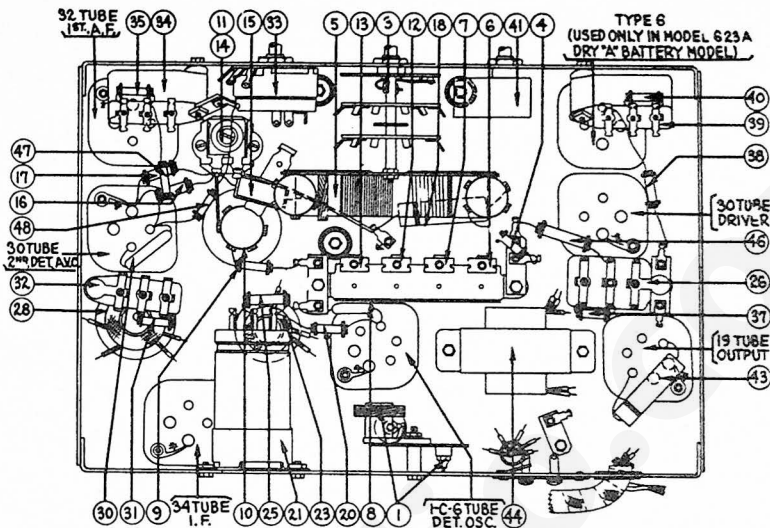 32 TUBE
1ST. A.F.
35
34
11
14
15
33
5
13
3
12
18
7
6
41
4
TYPE 6
(USED ONLY IN MODEL 623A
DRY "A" BATTERY MODEL)
40
39
38
47
17
16
48
30 TUBE
2ND. DET. A.V.C.
32
28
30 TUBE
DRIVER
46
26
37
19 TUBE
OUTPUT
43
30
31
9
34 TUBE
I.F.
10
25
21
23
20
8
1
1-C-6 TUBE
DET. OSC.
44